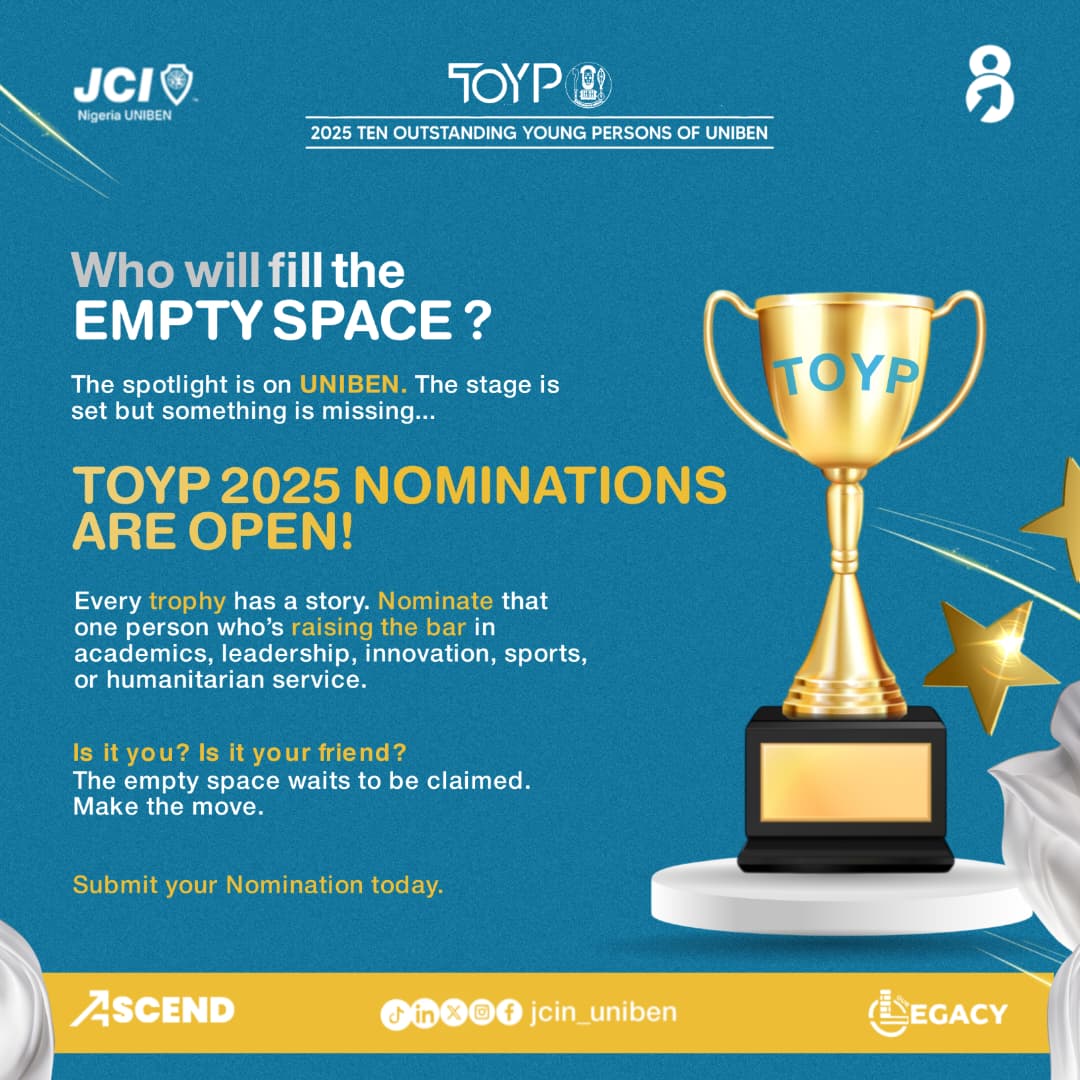 JCI
Nigeria UNIBEN
TOYP
2025 TEN OUTSTANDING YOUNG PERSONS OF UNIBEN
Who will fill the
EMPTY SPACE ?
The spotlight is on UNIBEN. The stage is
set but something is missing...
TOYP 2025 NOMINATIONS
ARE OPEN!
Every trophy has a story. Nominate that
one person who's raising the bar in
academics, leadership, innovation, sports,
or humanitarian service.
Is it you? Is it your friend?
The empty space waits to be claimed.
Make the move.
Submit your Nomination today.
TOYP
ASCEND
jcin_uniben
LEGACY